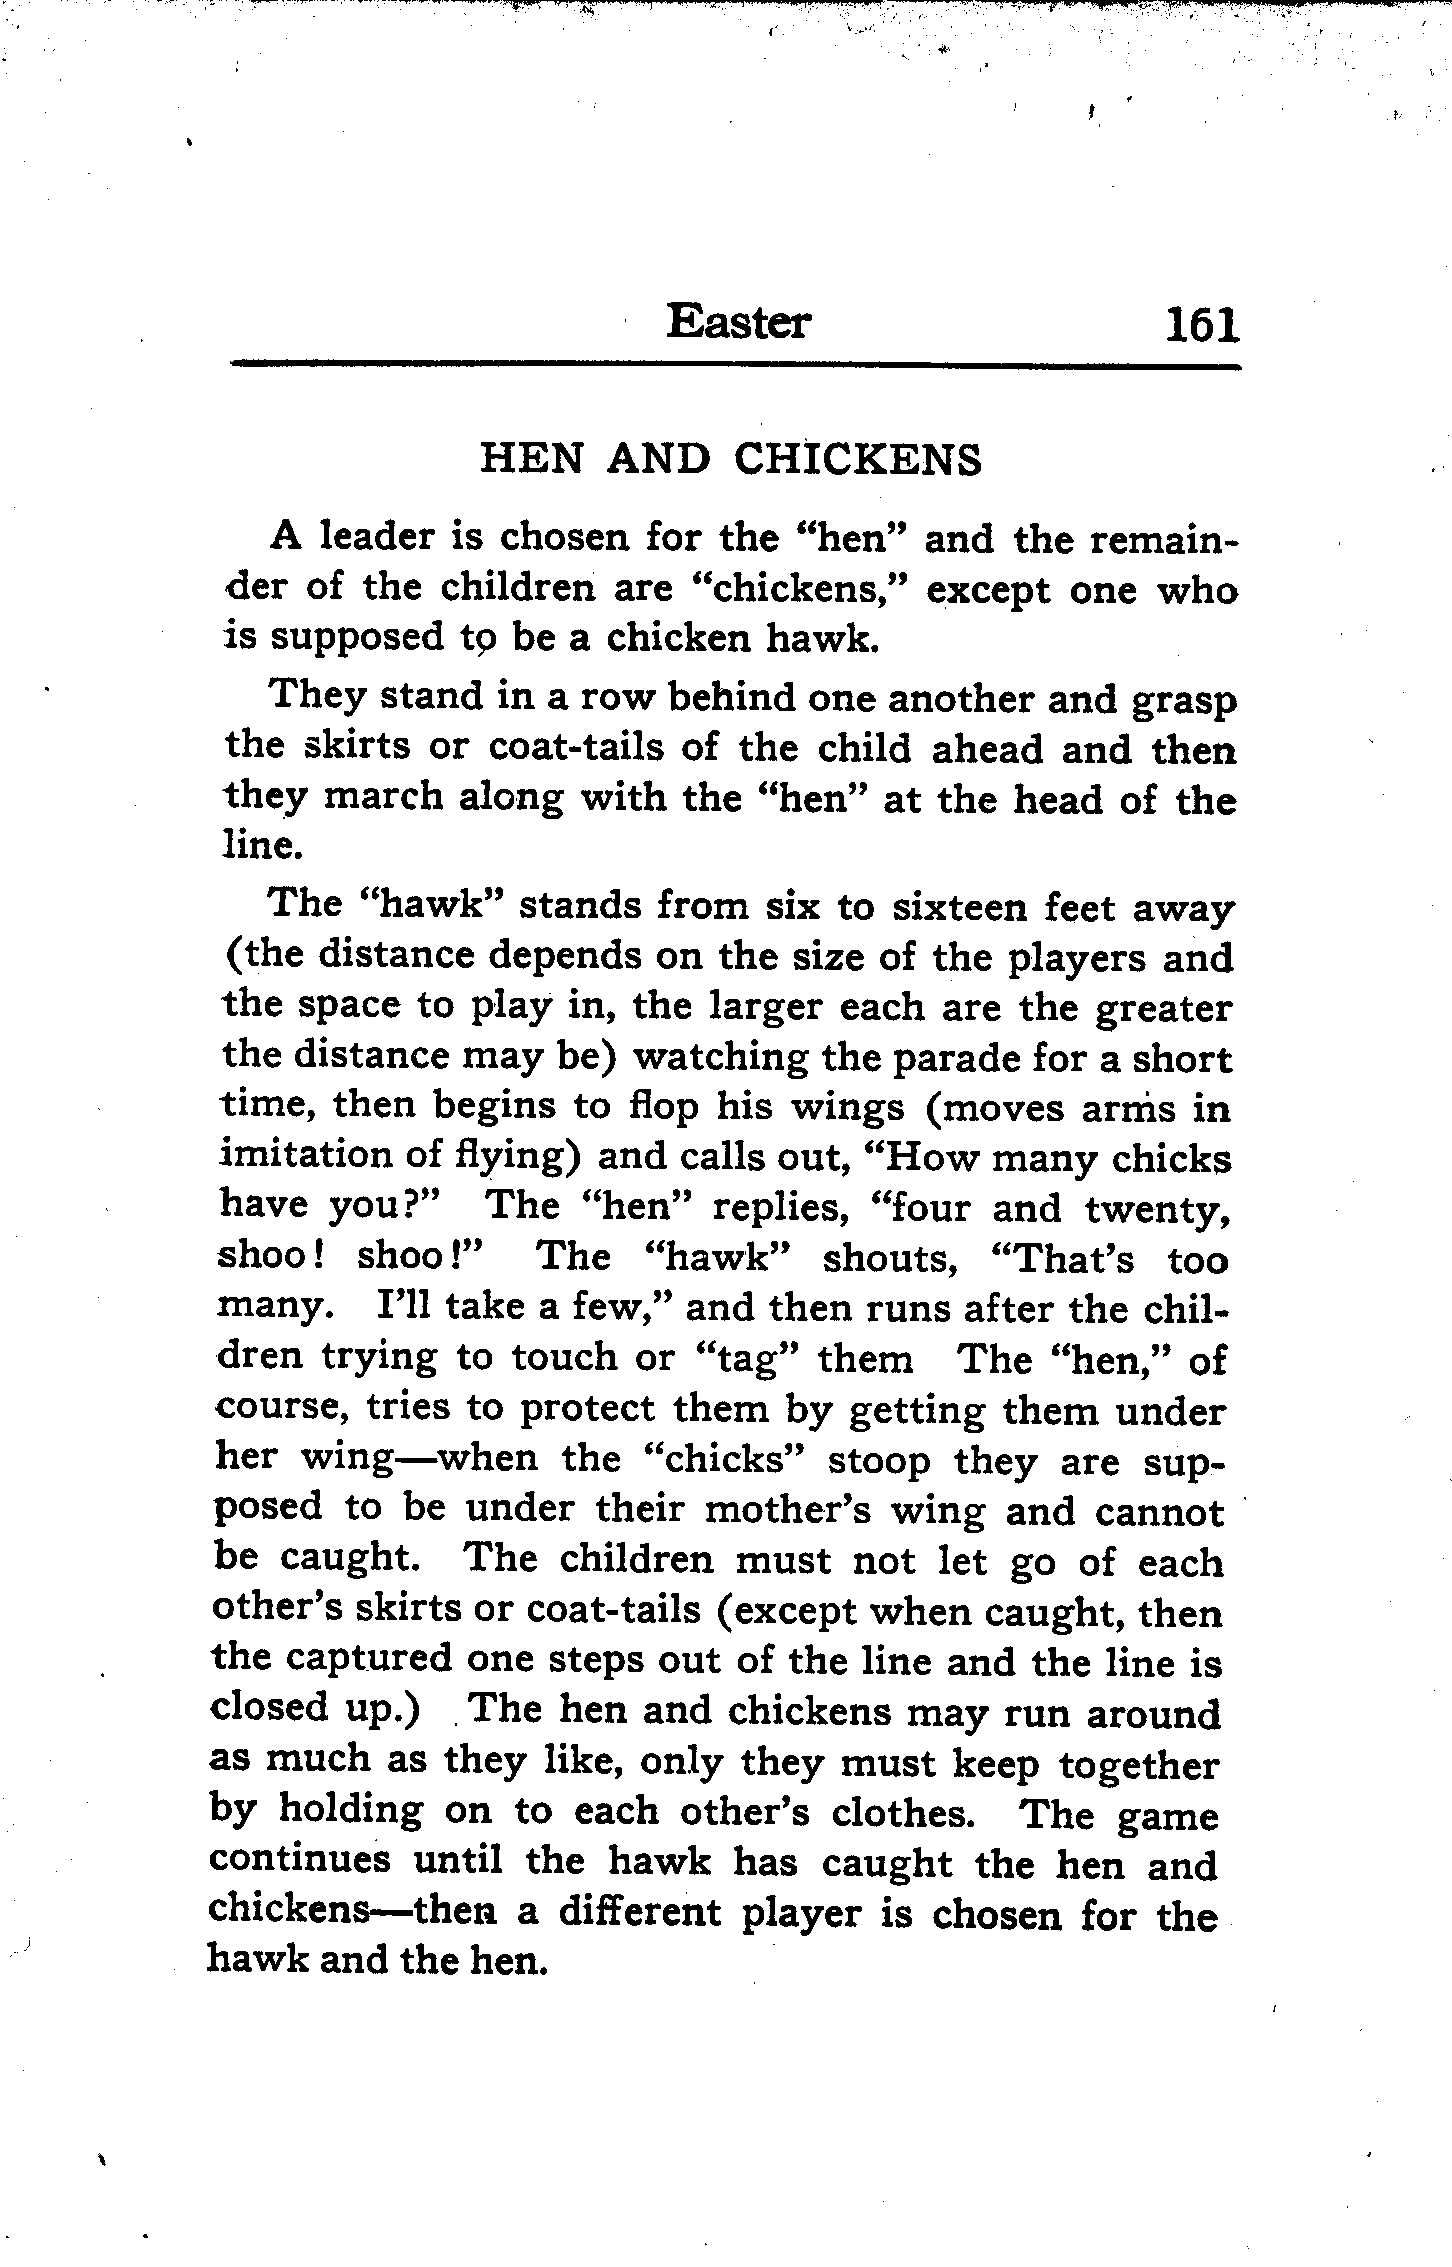 Easter 161
HEN AND CHICKENS
A leader is chosen for the “hen” and the remain-
der of the children are “chickens,” except one who
is supposed to be a chicken hawk.
They stand in a row behind one another and grasp
the skirts or coat-tails of the child ahead and then
they march along with the “hen” at the head of the
line.
The “hawk” stands from six to sixteen feet away
(the distance depends on the size of the players and
the space to play in, the larger each are the greater
the distance may be) watching the parade for a short
time, then begins to flop his wings (moves arms in
imitation of flying) and calls out, “How many chicks
have you?” The “hen” replies, “four and twenty,
shoo! shoo!” The “hawk” shouts, “That’s too
many. I’ll take a few,” and then runs after the chil-
dren trying to touch or “tag” them The “hen,” of
course, tries to protect them by getting them under
her wing—when the “chicks” stoop they are sup-
posed to be under their mother’s wing and cannot
be caught. The children must not let go of each
other’s skirts or coat-tails (except when caught, then
the captured one steps out of the line and the line is
closed up.) The hen and chickens may run around
as much as they like, only they must keep together
by holding on to each other’s clothes. The game
continues until the hawk has caught the hen and
chickens—then a different player is chosen for the
hawk and the hen.